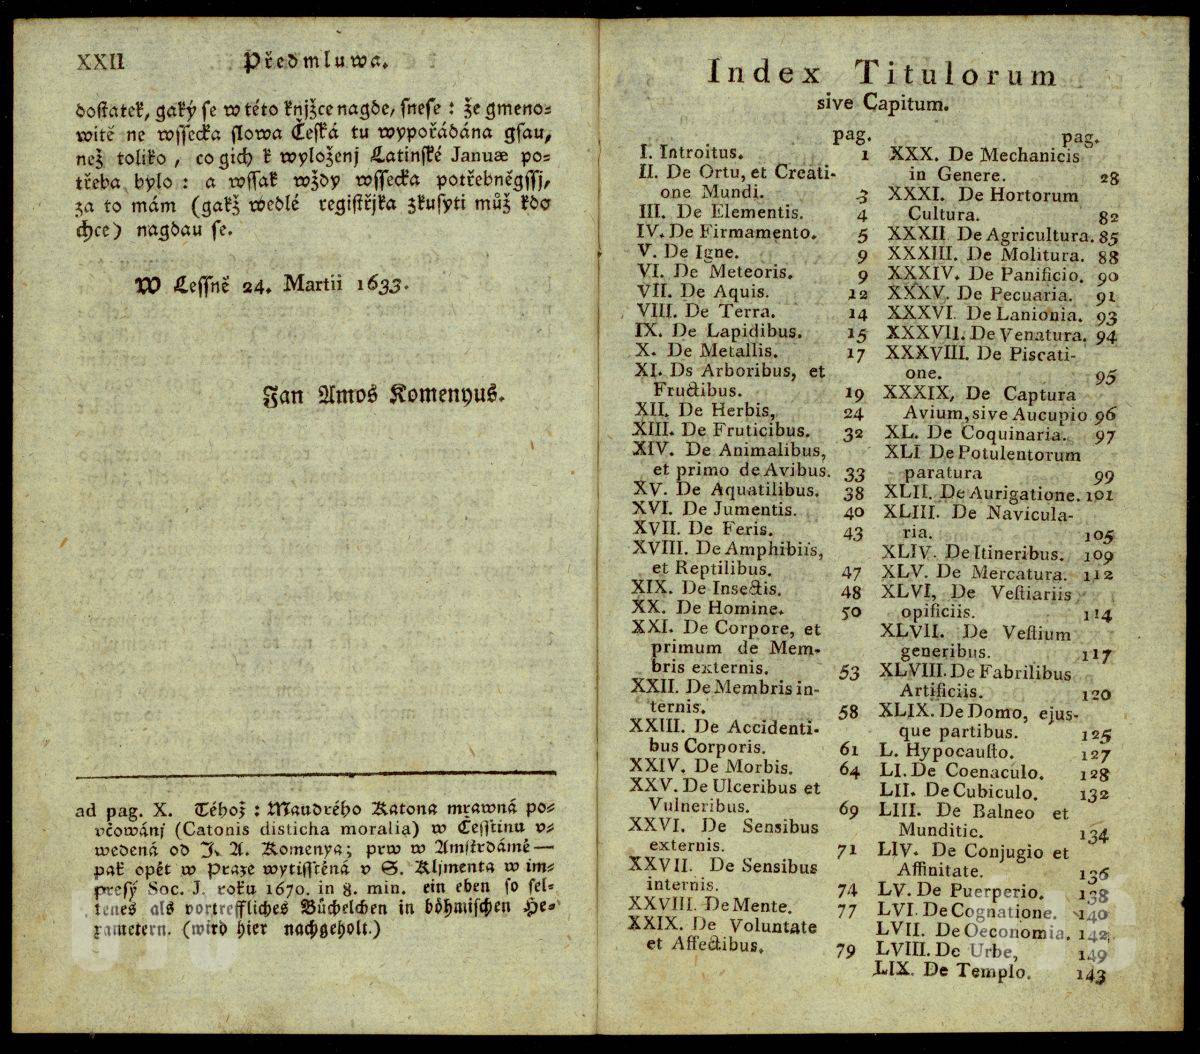 XXII Předmluwa.
dostatek, gaký se w této knjžce nagde, snese: že gmeno-
witě ne wssecka slowa Česká tu wypořádána gsau,
než toliko, co gich k wyloženj Latinské Januæ po-
třeba bylo: a wssak wždy wssecka potřebněgssj,
za to mám (gakž wedlé registřjka zkusyti můž kdo
chce) nagdau se.
W Lessně 24. Martii 1633.
Jan Amos Komenyus.
ad pag. X. Téhož: Maudrého Katona mrawná po-
včowánj (Catonis disticha moralia) w Česstinu v-
wedená od J. A. Komenya; prw w Amstrdámě—
pak opět w Praze wytisstěná v S. Klimenta w im-
presý Soc. J. roku 1670. in 8. min. ein eben so sel-
tenes als vortreffliches Büchelchen in böhmischen He-
xametern. (wird hier nachgeholt.)
Index Titulorum
sive Capitum.
pag.
I. Introitus. 1
II. De Ortu, et Creati-
one Mundi. 3
III. De Elementis. 4
IV. De Firmamento. 5
V. De Igne. 9
VI. De Meteoris. 9
VII. De Aquis. 12
VIII. De Terra. 14
IX. De Lapidibus. 15
X. De Metallis. 17
XI. Ds Arboribus, et
Fructibus. 19
XII. De Herbis, 24
XIII. De Fruticibus. 32
XIV. De Animalibus,
et primo de Avibus. 33
XV. De Aquatilibus. 38
XVI. De Jumentis. 40
XVII. De Feris. 43
XVIII. De Amphibiis,
et Reptilibus. 47
XIX. De Insectis. 48
XX. De Homine. 50
XXI. De Corpore, et
primum de Mem-
bris externis. 53
XXII. De Membris in-
ternis. 58
XXIII. De Accidenti-
bus Corporis. 61
XXIV. De Morbis. 64
XXV. De Ulceribus et
Vulneribus. 69
XXVI. De Sensibus
externis. 71
XXVII. De Sensibus
internis. 74
XXVIII. De Mente. 77
XXIX. De Voluntate
et Affectibus. 79
pag.
XXX. De Mechanicis
in Genere. 28
XXXI. De Hortorum
Cultura. 82
XXXII De Agricultura. 85
XXXIII. De Molitura. 88
XXXIV. De Panificio. 90
XXXV. De Pecuaria. 91
XXXVI. De Lanionia. 93
XXXVII. De Venatura. 94
XXXVIII. De Piscati-
one. 95
XXXIX, De Captura
Avium, sive Aucupio 96
XL. De Coquinaria. 97
XLI De Potulentorum
paratura 99
XLII. De Aurigatione. 101
XLIII. De Navicula-
ria. 105
XLIV. De Itineribus. 109
XLV. De Mercatura. 112
XLVI, De Vestiariis
opificiis. 114
XLVII. De Vestium
generibus. 117
XLVIII. De Fabrilibus
Artificiis. 120
XLIX. De Domo, ejus-
que partibus. 125
L. Hypocausto. 127
LI. De Coenaculo. 128
LII. De Cubiculo. 132
LIII. De Balneo et
Munditie. 134
LIV. De Conjugio et
Affinitate. 136
LV. De Puerperio. 138
LVI. De Cognatione. 140
LVII. De Oeconomia. 142
LVIII. De Urbe, 149
LIX. De Templo. 143